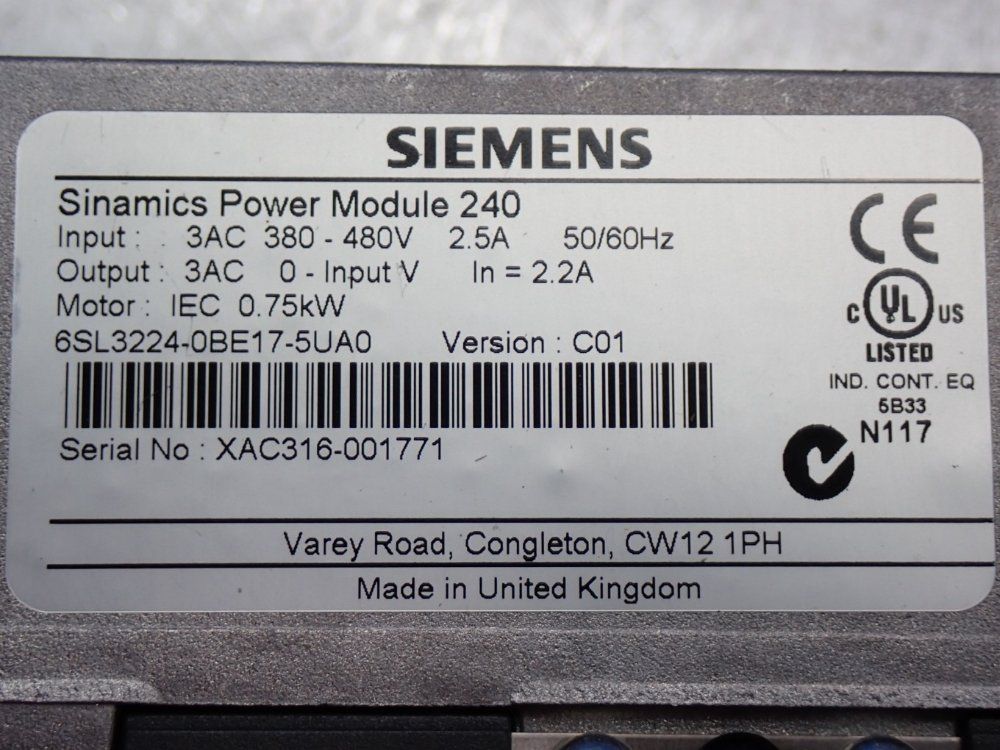 SIEMENS
Sinamics Power Module 240
Input : 3AC 380 - 480V 2.5A 50/60Hz
Output : 3AC 0 - Input V In = 2.2A
Motor : IEC 0.75kW
6SL3224-0BE17-5UA0 Version : C01
Serial No : XAC316-001771
CE
C UL US
LISTED
IND. CONT. EQ
5B33
N117
Varey Road, Congleton, CW12 1PH
Made in United Kingdom